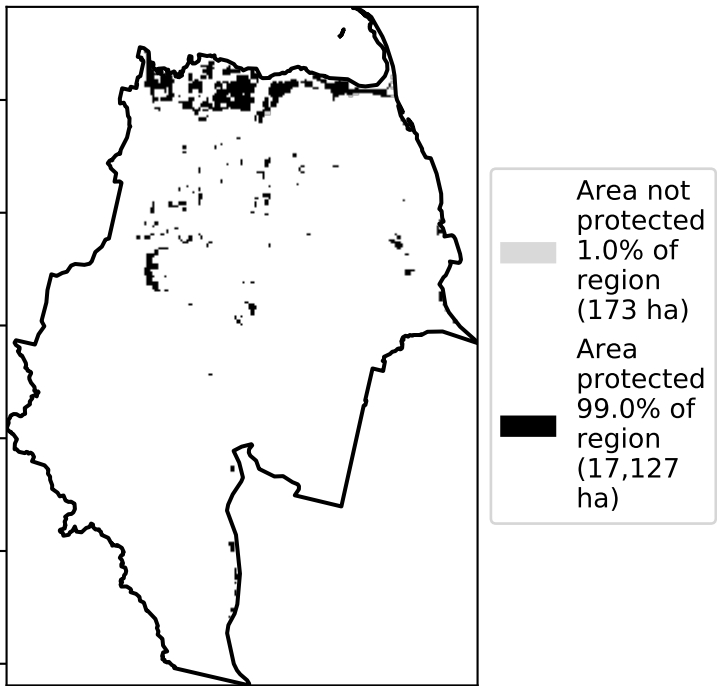 Area not
protected
1.0% of
region
(173 ha)
Area
protected
99.0% of
region
(17,127
ha)